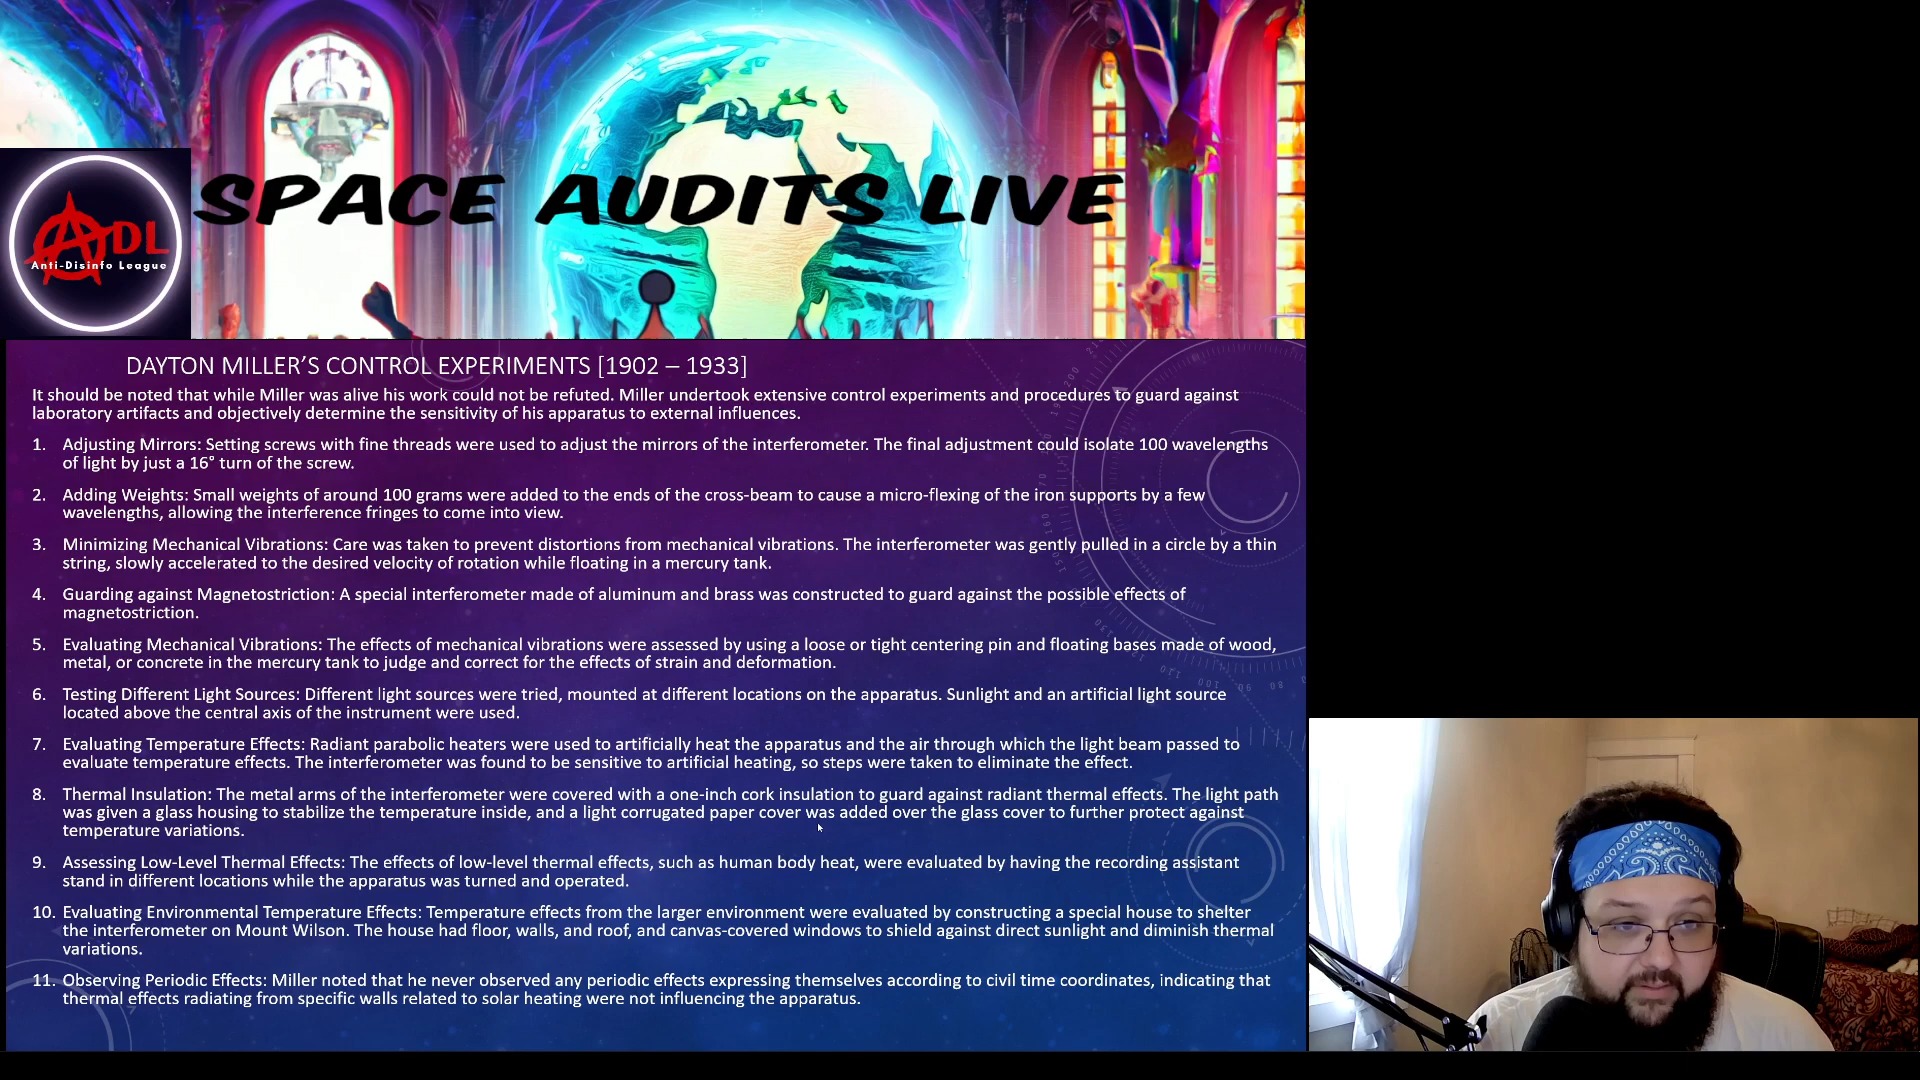 SPACE AUDITS LIVE
ADL
Anti-Disinfo League
DAYTON MILLER'S CONTROL EXPERIMENTS [1902 – 1933]
It should be noted that while Miller was alive his work could not be refuted. Miller undertook extensive control experiments and procedures to guard against
laboratory artifacts and objectively determine the sensitivity of his apparatus to external influences.
1. Adjusting Mirrors: Setting screws with fine threads were used to adjust the mirrors of the interferometer. The final adjustment could isolate 100 wavelengths
of light by just a 16° turn of the screw.
2. Adding Weights: Small weights of around 100 grams were added to the ends of the cross-beam to cause a micro-flexing of the iron supports by a few
wavelengths, allowing the interference fringes to come into view.
3. Minimizing Mechanical Vibrations: Care was taken to prevent distortions from mechanical vibrations. The interferometer was gently pulled in a circle by a thin
string, slowly accelerated to the desired velocity of rotation while floating in a mercury tank.
4. Guarding against Magnetostriction: A special interferometer made of aluminum and brass was constructed to guard against the possible effects of
magnetostriction.
5. Evaluating Mechanical Vibrations: The effects of mechanical vibrations were assessed by using a loose or tight centering pin and floating bases made of wood,
metal, or concrete in the mercury tank to judge and correct for the effects of strain and deformation.
6. Testing Different Light Sources: Different light sources were tried, mounted at different locations on the apparatus. Sunlight and an artificial light source
located above the central axis of the instrument were used.
7. Evaluating Temperature Effects: Radiant parabolic heaters were used to artificially heat the apparatus and the air through which the light beam passed to
evaluate temperature effects. The interferometer was found to be sensitive to artificial heating, so steps were taken to eliminate the effect.
8. Thermal Insulation: The metal arms of the interferometer were covered with a one-inch cork insulation to guard against radiant thermal effects. The light path
was given a glass housing to stabilize the temperature inside, and a light corrugated paper cover was added over the glass cover to further protect against
temperature variations.
9. Assessing Low-Level Thermal Effects: The effects of low-level thermal effects, such as human body heat, were evaluated by having the recording assistant
stand in different locations while the apparatus was turned and operated.
10. Evaluating Environmental Temperature Effects: Temperature effects from the larger environment were evaluated by constructing a special house to shelter
the interferometer on Mount Wilson. The house had floor, walls, and roof, and canvas-covered windows to shield against direct sunlight and diminish thermal
variations.
11. Observing Periodic Effects: Miller noted that he never observed any periodic effects expressing themselves according to civil time coordinates, indicating that
thermal effects radiating from specific walls related to solar heating were not influencing the apparatus.